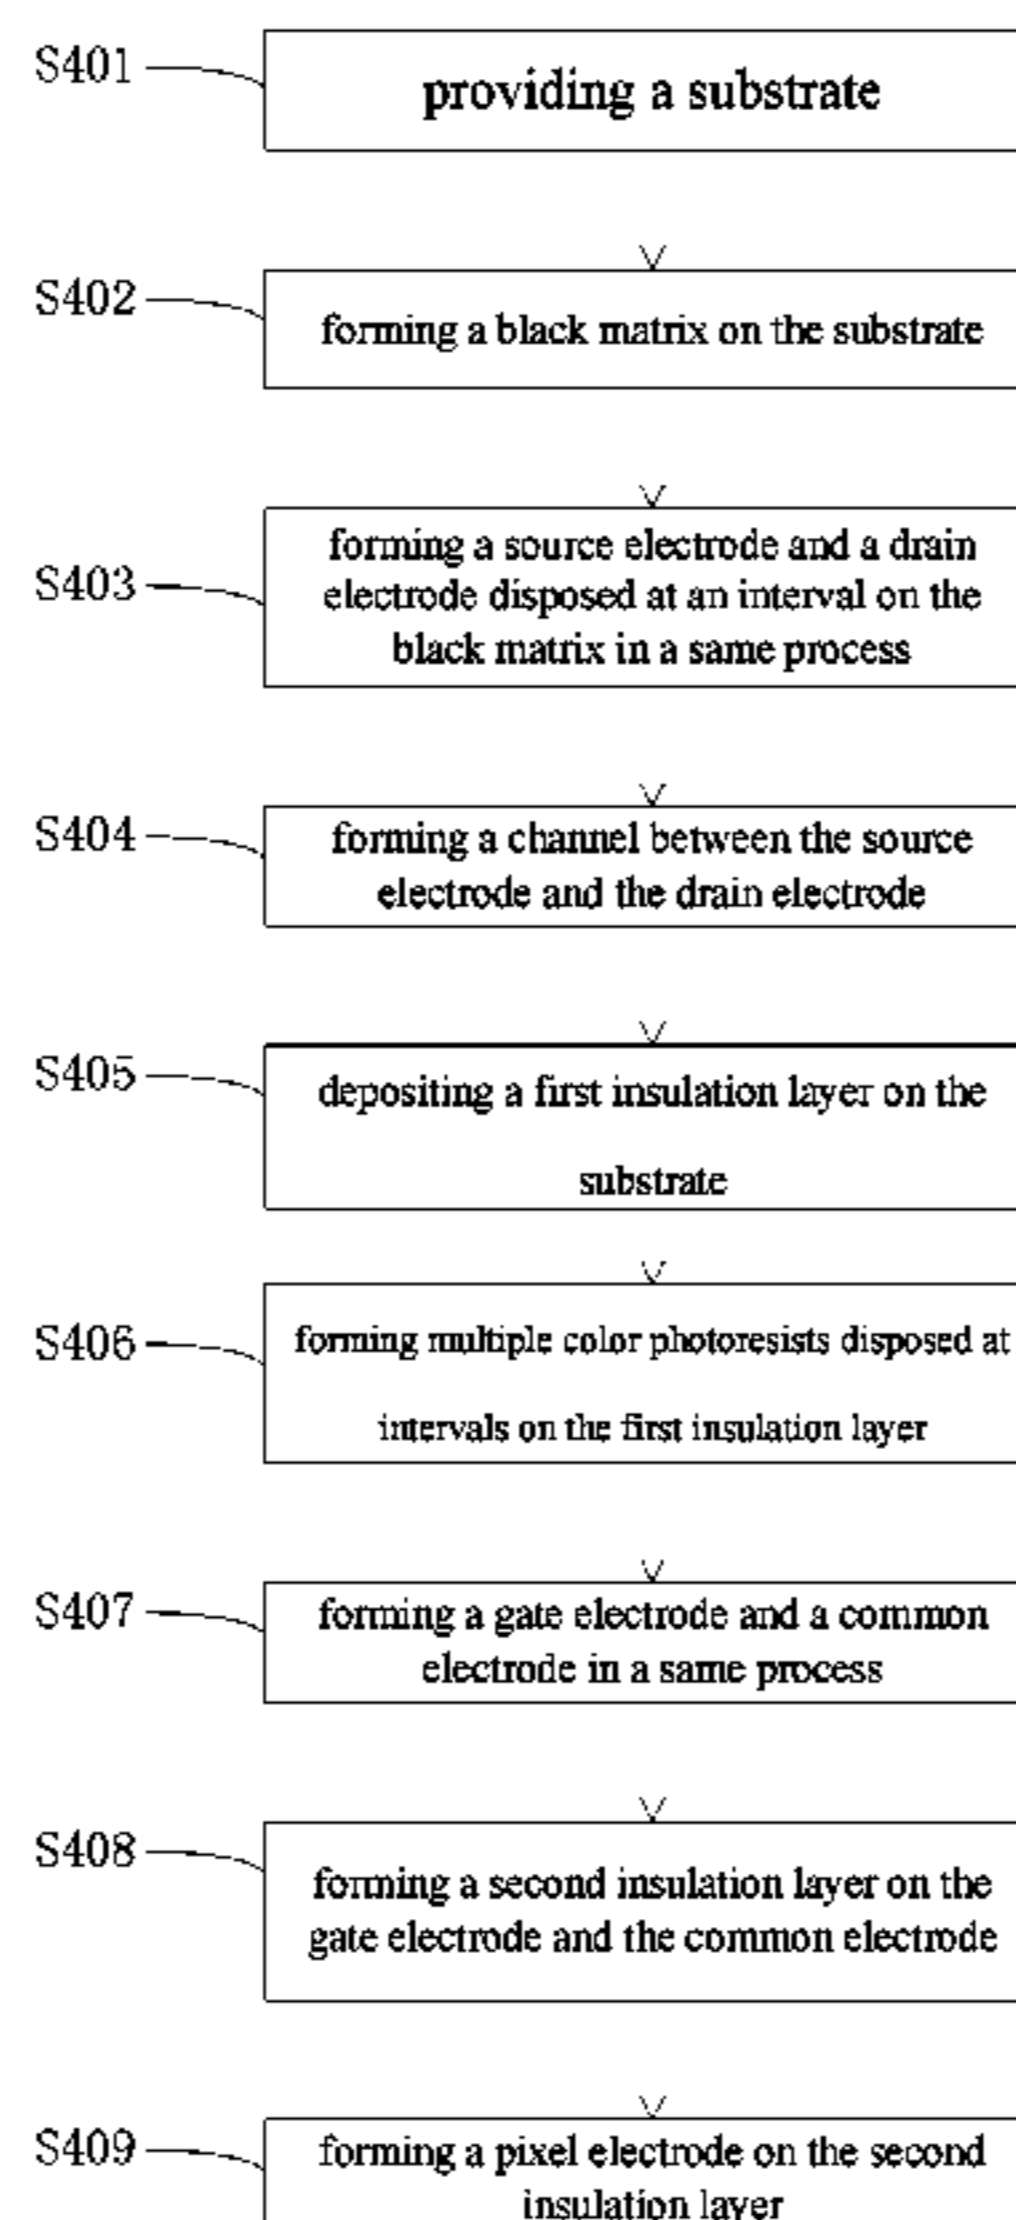 S401
providing a substrate
S402
forming a black matrix on the substrate
S403
forming a source electrode and a drain
electrode disposed at an interval on the
black matrix in a same process
S404
forming a channel between the source
electrode and the drain electrode
S405
depositing a first insulation layer on the
substrate
S406
forming multiple color photoresists disposed at
intervals on the first insulation layer
S407
forming a gate electrode and a common
electrode in a same process
S408
forming a second insulation layer on the
gate electrode and the common electrode
S409
forming a pixel electrode on the second
insulation layer